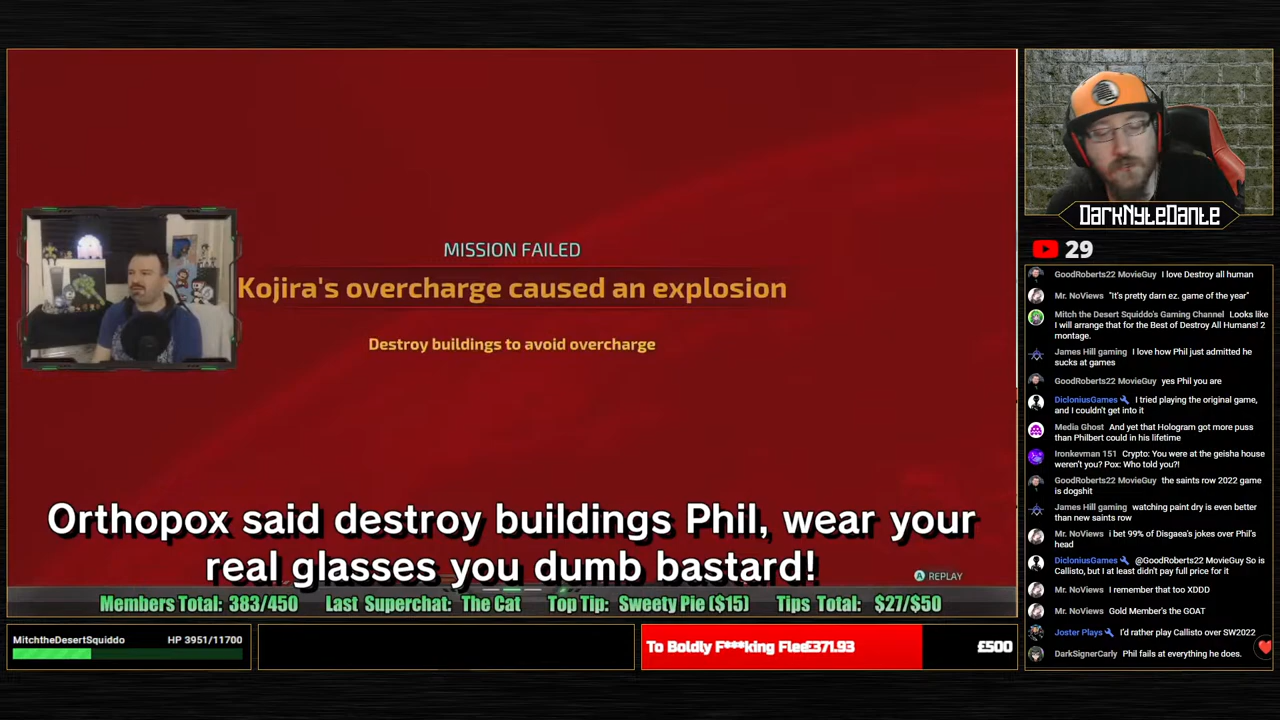 MISSION FAILED
Kojira's overcharge caused an explosion
Destroy buildings to avoid overcharge
Orthopox said destroy buildings Phil, wear your
real glasses you dumb bastard!
A REPLAY
Members Total: 383/450 Last Superchat: The Cat Top Tip: Sweety Pie ($15) Tips Total: $27/$50
MitchtheDesertSquiddo HP 3951/11700
To Boldly F***king Flee£371.93 £500
DarkNyteDante
29
GoodRoberts22 MovieGuy I love Destroy all human
Mr. NoViews "It's pretty darn ez. game of the year"
Mitch the Desert Squiddo's Gaming Channel Looks like
I will arrange that for the Best of Destroy All Humans! 2
montage.
James Hill gaming I love how Phil just admitted he
sucks at games
GoodRoberts22 MovieGuy yes Phil you are
DicloniusGames I tried playing the original game,
and I couldn't get into it
Media Ghost And yet that Hologram got more puss
than Philbert could in his lifetime
Ironkevman 151 Crypto: You were at the geisha house
weren't you? Pox: Who told you?!
GoodRoberts22 MovieGuy the saints row 2022 game
is dogshit
James Hill gaming watching paint dry is even better
than new saints row
Mr. NoViews i bet 99% of Disgaea's jokes over Phil's
head
DicloniusGames @GoodRoberts22 MovieGuy So is
Callisto, but I at least didn't pay full price for it
Mr. NoViews I remember that too XDDD
Mr. NoViews Gold Member's the GOAT
Joster Plays I'd rather play Callisto over SW2022
DarkSignerCarly Phil fails at everything he does.